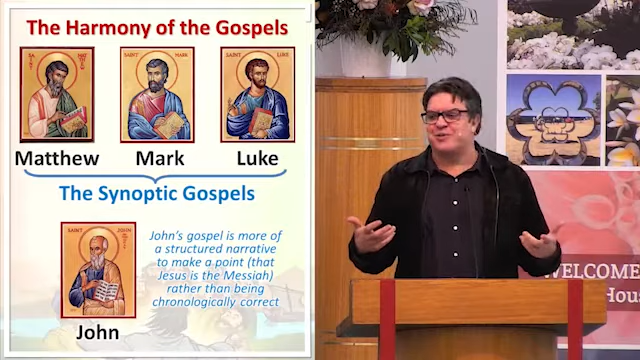 The Harmony of the Gospels
SAINT MARK
SAINT LUKE
Matthew
Mark
Luke
The Synoptic Gospels
SAINT JOHN
John's gospel is more of
a structured narrative
to make a point (that
Jesus is the Messiah)
rather than being
chronologically correct
John
WELCOME
Hous